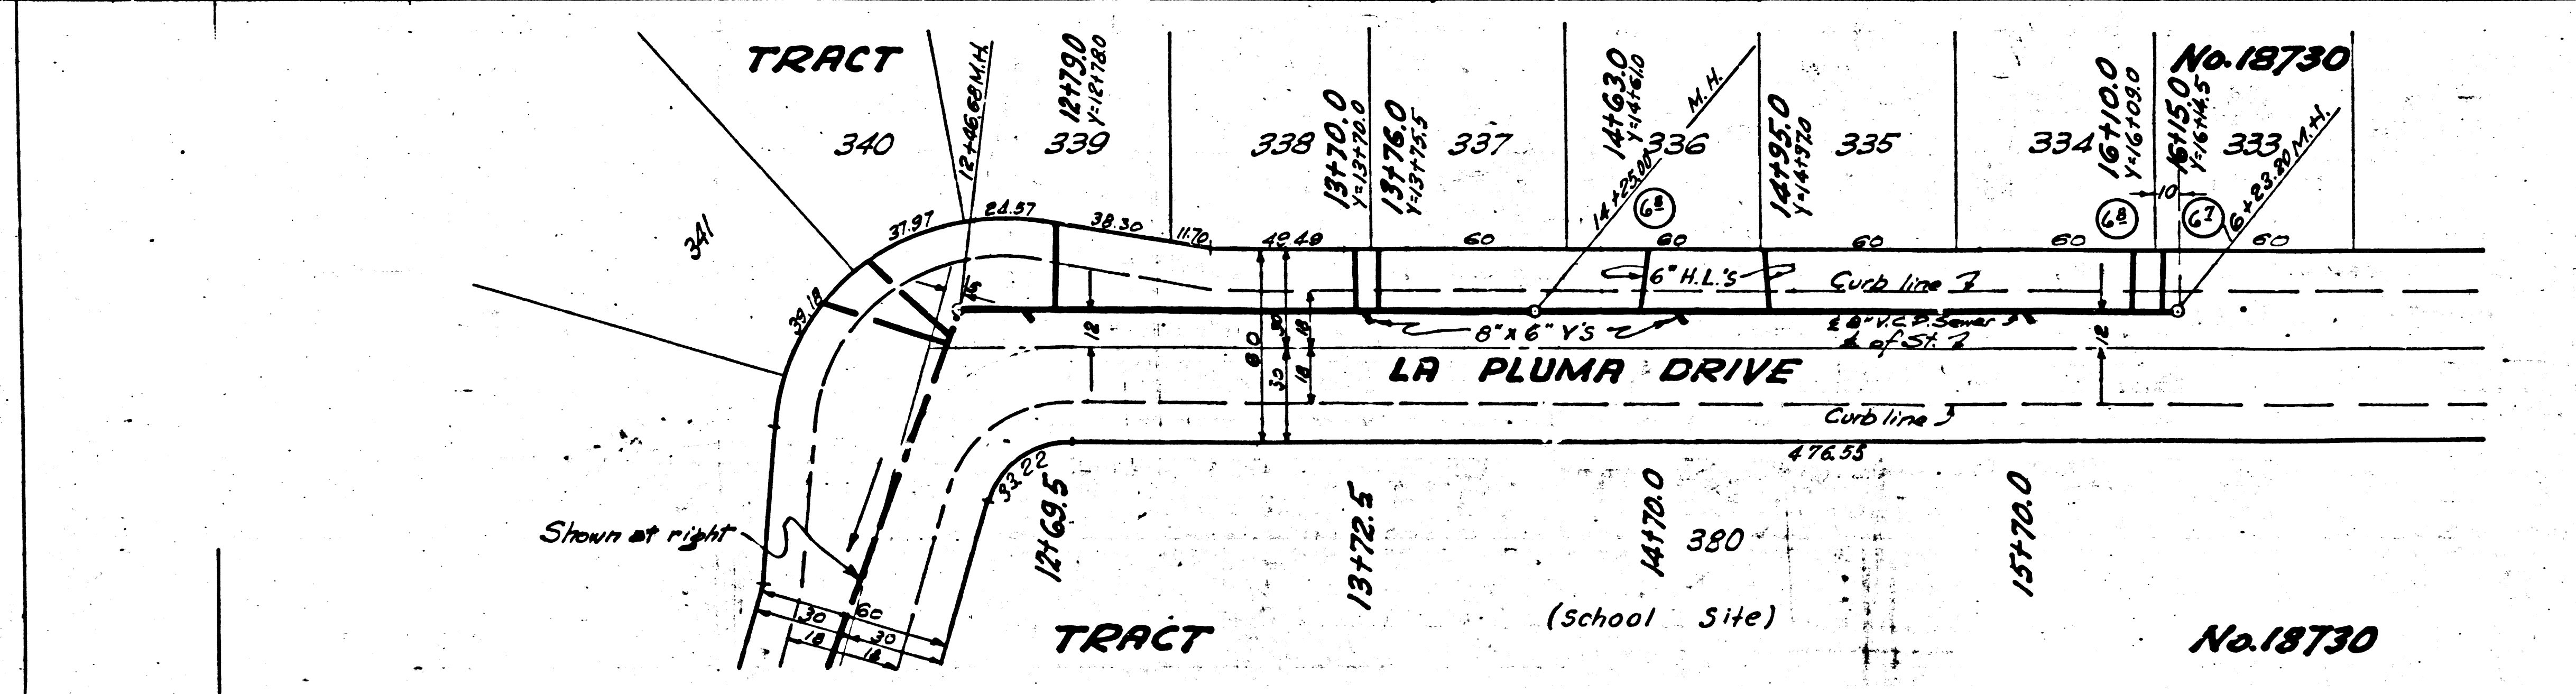 TRACT
No. 18730
12+46.68 M.H.
12+79.0
Y=12+78.0
13+70.0
Y=13+70.0
13+76.0
Y=13+75.5
14+63.0
Y=14+61.0
14+25.00
M.H.
14+95.0
Y=14+97.0
16+10.0
Y=16+09.0
16+15.0
Y=16+14.5
6+23.80 M.H.
341
340
339
338
337
336
335
334
333
10
39.18
37.97
24.57
38.30
11.70
49.49
60
60
60
60
60
6 8
6 8
6 7
6" H.L.'S
Curb line
8" x 6" Y'S
8" V.C.P. Sewer
of St.
12
60
30
30
18
18
12
LA PLUMA DRIVE
Curb line
476.55
33.22
Shown at right
12+69.5
13+72.5
14+70.0
15+70.0
380
(School Site)
60
30
30
18
18
TRACT
No. 18730